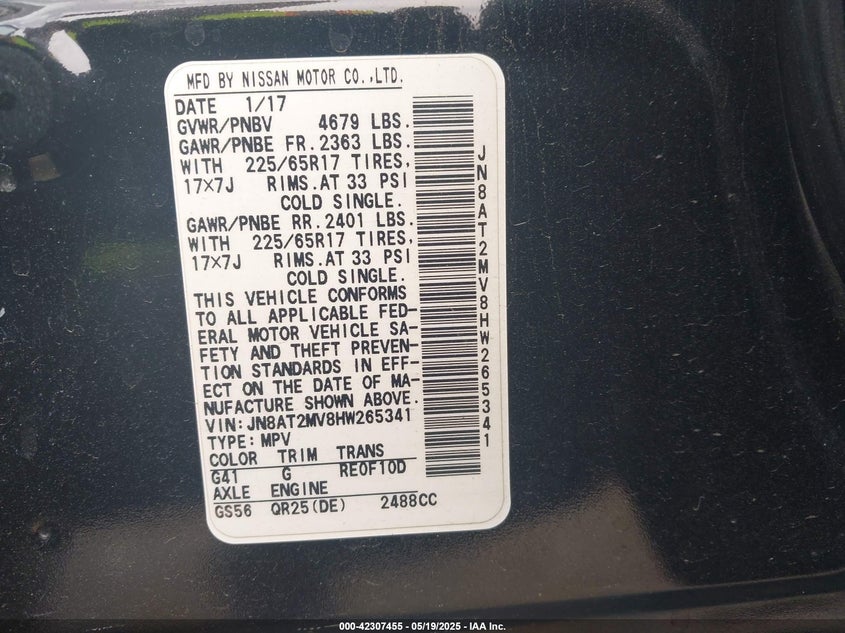 MFD BY NISSAN MOTOR CO.,LTD.
DATE 1/17
GVWR/PNBV 4679 LBS.
GAWR/PNBE FR.2363 LBS.
WITH 225/65R17 TIRES,
17×7J RIMS.AT 33 PSI
COLD SINGLE.
GAWR/PNBE RR.2401 LBS.
WITH 225/65R17 TIRES,
17×7J RIMS.AT 33 PSI
COLD SINGLE.
THIS VEHICLE CONFORMS
TO ALL APPLICABLE FED-
ERAL MOTOR VEHICLE SA-
FETY AND THEFT PREVEN-
TION STANDARDS IN EFF-
ECT ON THE DATE OF MA-
NUFACTURE SHOWN ABOVE.
VIN:JN8AT2MV8HW265341
TYPE:MPV
COLOR TRIM TRANS
G41 G RE0F10D
AXLE ENGINE
GS56 QR25(DE) 2488CC
JN8AT2MV8HW265341
000-42307455 - 05/19/2025 - IAA Inc.